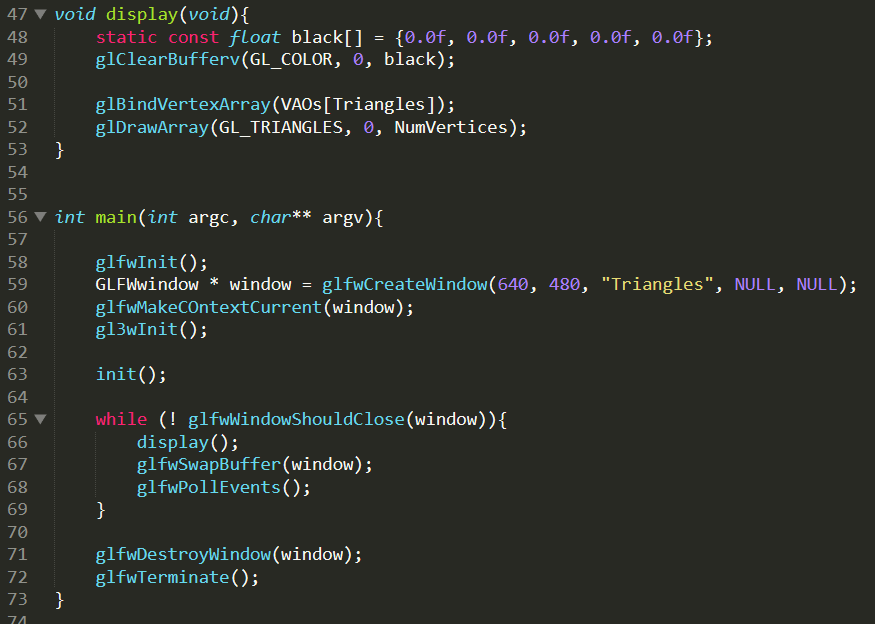 47 void display(void){
48 static const float black[] = {0.0f, 0.0f, 0.0f, 0.0f, 0.0f};
49 glClearBufferv(GL_COLOR, 0, black);
50
51 glBindVertexArray(VAOs[Triangles]);
52 glDrawArray(GL_TRIANGLES, 0, NumVertices);
53 }
54
55
56 int main(int argc, char** argv){
57
58 glfwInit();
59 GLFWwindow * window = glfwCreateWindow(640, 480, "Triangles", NULL, NULL);
60 glfwMakeCOntextCurrent(window);
61 gl3wInit();
62
63 init();
64
65 while (! glfwWindowShouldClose(window)){
66 display();
67 glfwSwapBuffer(window);
68 glfwPollEvents();
69 }
70
71 glfwDestroyWindow(window);
72 glfwTerminate();
73 }
74